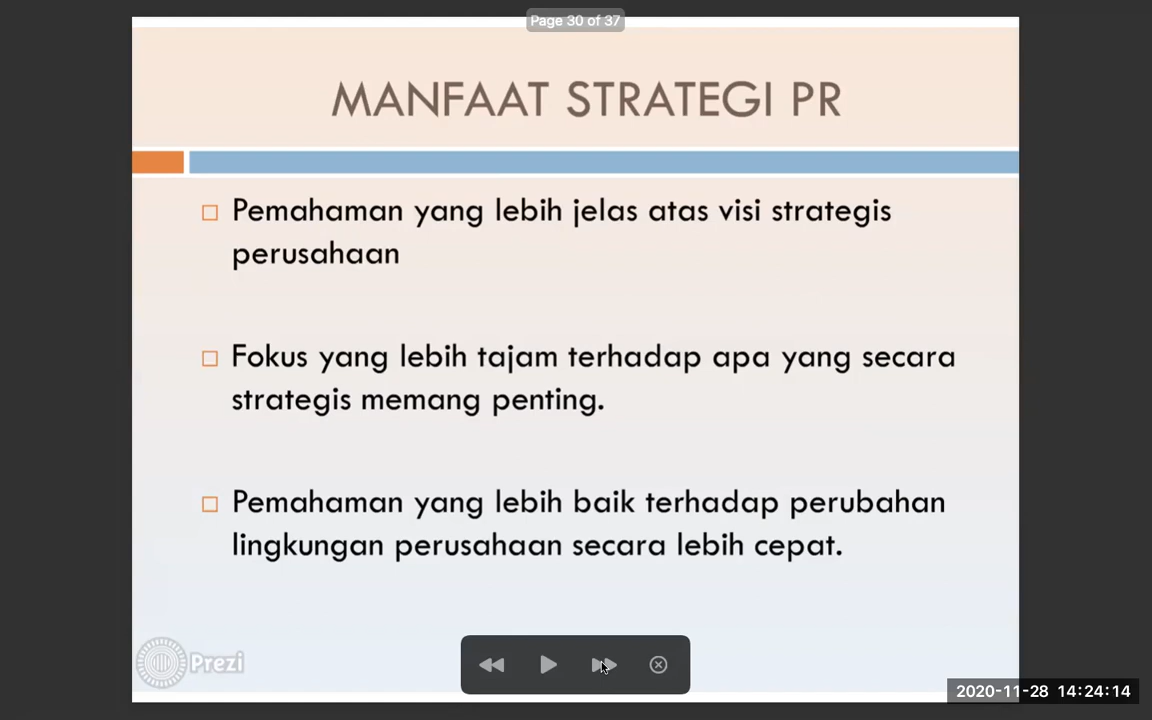 Page 30 of 37
MANFAAT STRATEGI PR
Pemahaman yang lebih jelas atas visi strategis
perusahaan
Fokus yang lebih tajam terhadap apa yang secara
strategis memang penting.
Pemahaman yang lebih baik terhadap perubahan
lingkungan perusahaan secara lebih cepat.
Prezi
2020-11-28 14:24:14